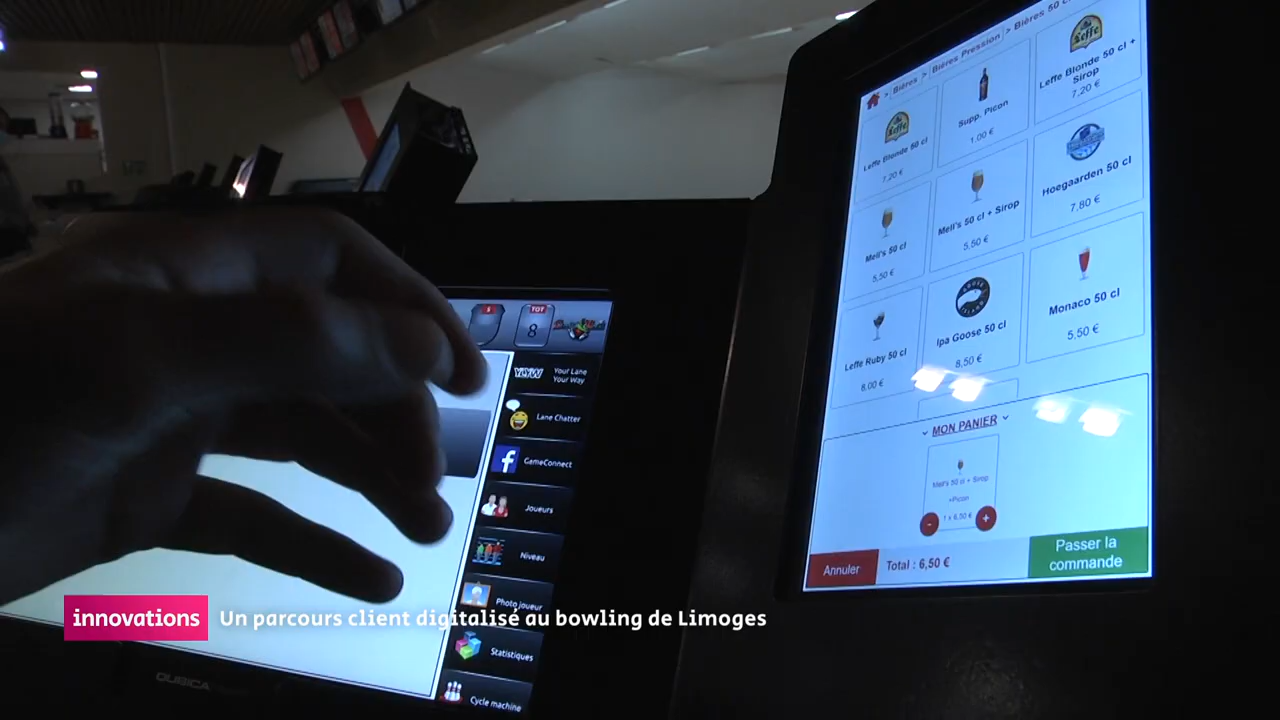 > Bières > Bières Pression > Bières 50 cl
Leffe Blonde 50 cl
7,20 €
Supp. Picon
1,00 €
Leffe
Leffe Blonde 50 cl +
Sirop
7,20 €
Mell's 50 cl
5,50 €
Mell's 50 cl + Sirop
5,50 €
Hoegaarden 50 cl
7,80 €
Leffe Ruby 50 cl
8,00 €
Ipa Goose 50 cl
8,50 €
Monaco 50 cl
5,50 €
MON PANIER
Mell's 50 cl + Sirop
+Picon
- 1 x 6,50 € +
Annuler
Total : 6,50 €
Passer la
commande
TOT
8
YLYW
Your Lane
Your Way
Lane Chatter
f GameConnect
Joueurs
Niveau
Photo joueur
Statistiques
Cycle machine
QUBICA
innovations
Un parcours client digitalisé au bowling de Limoges